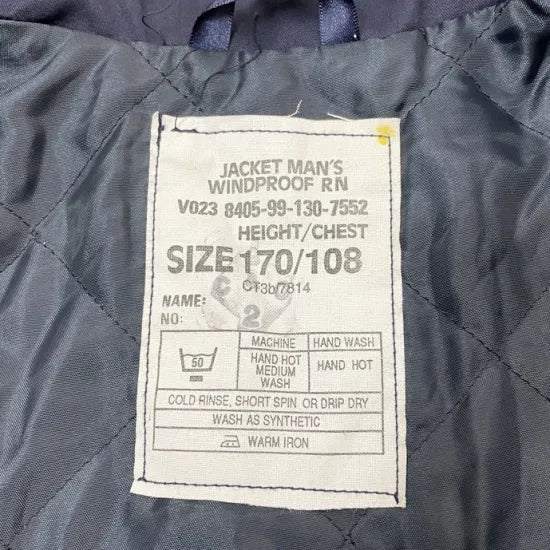 JACKET MAN'S
WINDPROOF RN
V023 8405-99-130-7552
HEIGHT/CHEST
SIZE 170/108
CT3b/7814
NAME:
NO:
50
MACHINE HAND WASH
HAND HOT MEDIUM WASH HAND HOT
COLD RINSE, SHORT SPIN, OR DRIP DRY
WASH AS SYNTHETIC
WARM IRON